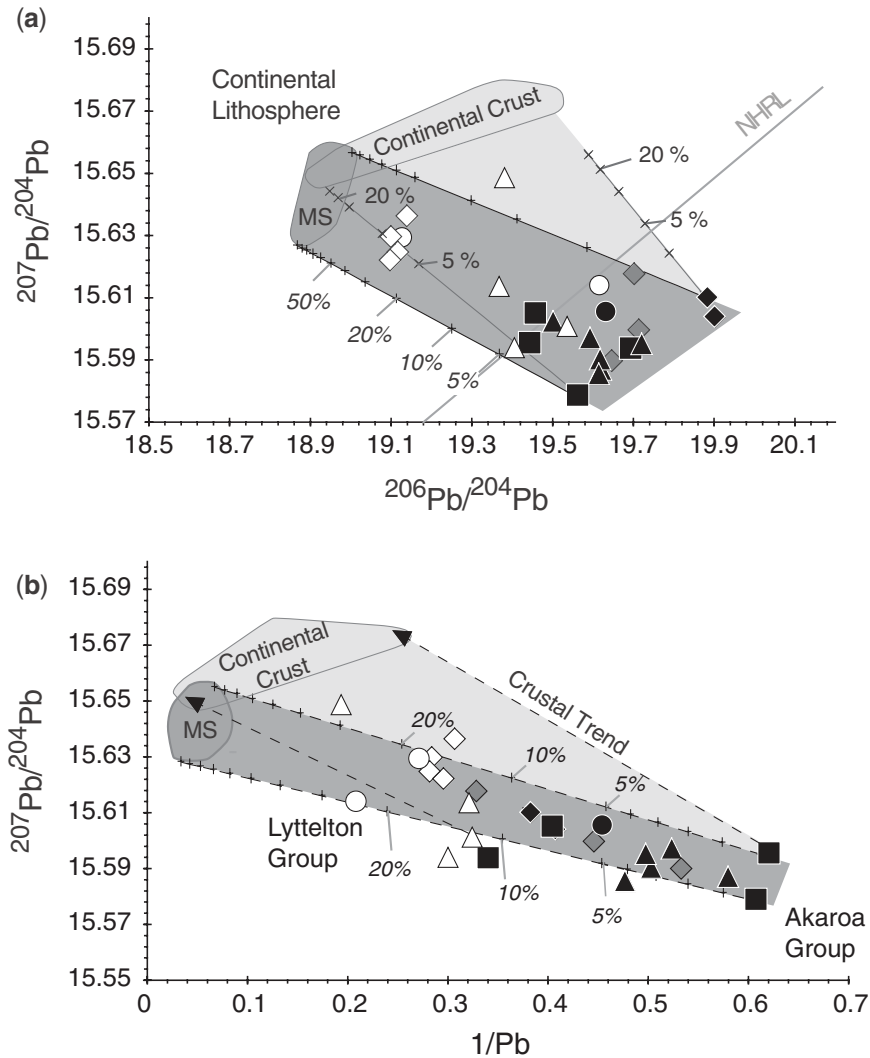 (a)
15.69
15.67
15.65
15.63
15.61
15.59
15.57
207Pb/204Pb
Continental
Lithosphere
Continental Crust
NHRL
MS
20 %
5 %
20 %
5 %
50%
20%
10%
5%
18.5 18.7 18.9 19.1 19.3 19.5 19.7 19.9 20.1
206Pb/204Pb
(b)
15.69
15.67
15.65
15.63
15.61
15.59
15.57
15.55
207Pb/204Pb
Continental
Crust
MS
Crustal Trend
20%
10%
5%
Lyttelton
Group
20%
10%
5%
Akaroa
Group
0 0.1 0.2 0.3 0.4 0.5 0.6 0.7
1/Pb